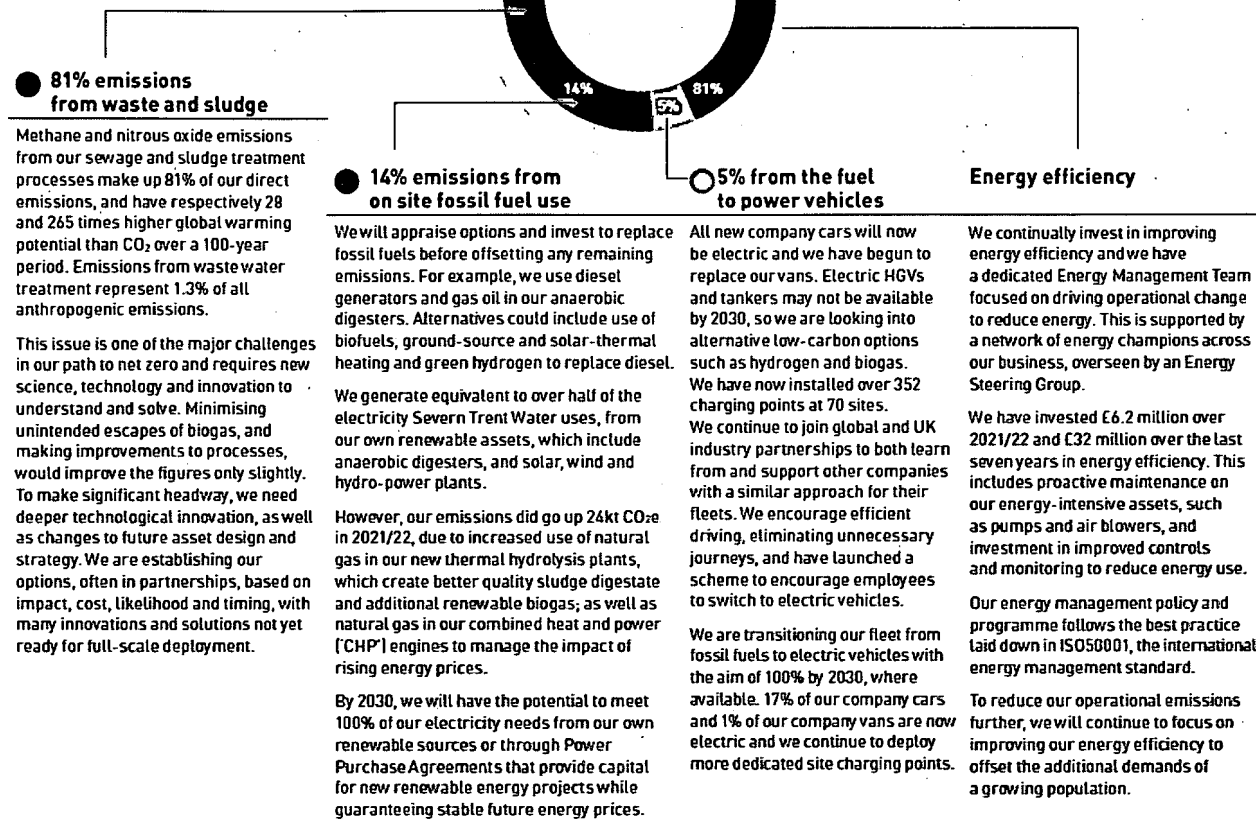 14%
5%
81%
81% emissions
from waste and sludge
Methane and nitrous oxide emissions
from our sewage and sludge treatment
processes make up 81% of our direct
emissions, and have respectively 28
and 265 times higher global warming
potential than CO₂ over a 100-year
period. Emissions from waste water
treatment represent 1.3% of all
anthropogenic emissions.
This issue is one of the major challenges
in our path to net zero and requires new
science, technology and innovation to
understand and solve. Minimising
unintended escapes of biogas, and
making improvements to processes,
would improve the figures only slightly.
To make significant headway, we need
deeper technological innovation, as well
as changes to future asset design and
strategy. We are establishing our
options, often in partnerships, based on
impact, cost, likelihood and timing, with
many innovations and solutions not yet
ready for full-scale deployment.
14% emissions from
on site fossil fuel use
We will appraise options and invest to replace
fossil fuels before offsetting any remaining
emissions. For example, we use diesel
generators and gas oil in our anaerobic
digesters. Alternatives could include use of
biofuels, ground-source and solar-thermal
heating and green hydrogen to replace diesel.
We generate equivalent to over half of the
electricity Severn Trent Water uses, from
our own renewable assets, which include
anaerobic digesters, and solar, wind and
hydro-power plants.
However, our emissions did go up 24kt CO₂e
in 2021/22, due to increased use of natural
gas in our new thermal hydrolysis plants,
which create better quality sludge digestate
and additional renewable biogas; as well as
natural gas in our combined heat and power
('CHP') engines to manage the impact of
rising energy prices.
By 2030, we will have the potential to meet
100% of our electricity needs from our own
renewable sources or through Power
Purchase Agreements that provide capital
for new renewable energy projects while
guaranteeing stable future energy prices.
5% from the fuel
to power vehicles
All new company cars will now
be electric and we have begun to
replace our vans. Electric HGVs
and tankers may not be available
by 2030, so we are looking into
alternative low-carbon options
such as hydrogen and biogas.
We have now installed over 352
charging points at 70 sites.
We continue to join global and UK
industry partnerships to both learn
from and support other companies
with a similar approach for their
fleets. We encourage efficient
driving, eliminating unnecessary
journeys, and have launched a
scheme to encourage employees
to switch to electric vehicles.
We are transitioning our fleet from
fossil fuels to electric vehicles with
the aim of 100% by 2030, where
available. 17% of our company cars
and 1% of our company vans are now
electric and we continue to deploy
more dedicated site charging points.
Energy efficiency
We continually invest in improving
energy efficiency and we have
a dedicated Energy Management Team
focused on driving operational change
to reduce energy. This is supported by
a network of energy champions across
our business, overseen by an Energy
Steering Group.
We have invested £6.2 million over
2021/22 and £32 million over the last
seven years in energy efficiency. This
includes proactive maintenance on
our energy-intensive assets, such
as pumps and air blowers, and
investment in improved controls
and monitoring to reduce energy use.
Our energy management policy and
programme follows the best practice
laid down in ISO50001, the international
energy management standard.
To reduce our operational emissions
further, we will continue to focus on
improving our energy efficiency to
offset the additional demands of
a growing population.